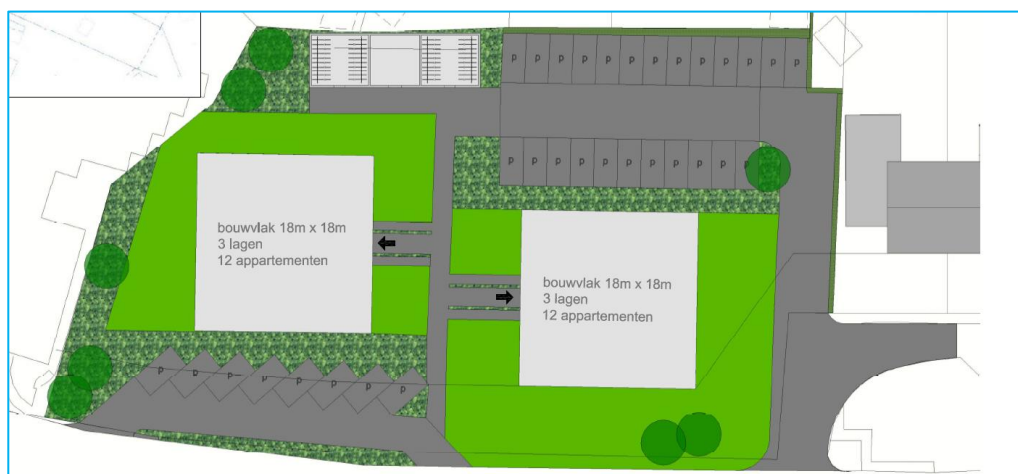 P P P P P P P P P P P P P
P P P P P P P P P P P
bouwvlak 18m x 18m
3 lagen
12 appartementen
bouwvlak 18m x 18m
3 lagen
12 appartementen
P P P P P P P P